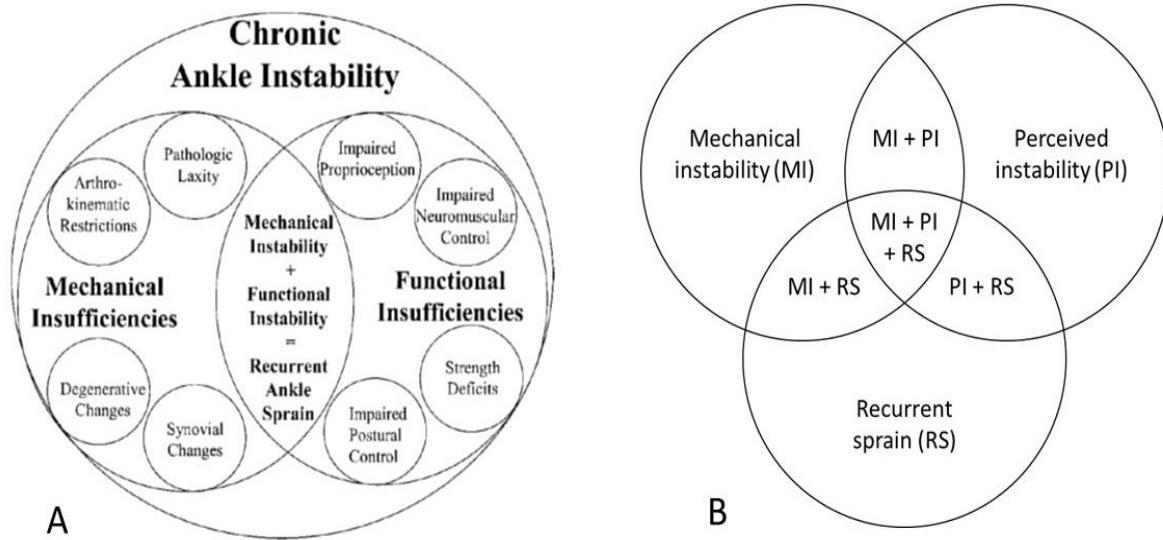 Chronic
Ankle Instability
Pathologic
Laxity
Impaired
Proprioception
Arthro-
kinematic
Restrictions
Impaired
Neuromuscular
Control
Mechanical
Instability
+
Functional
Instability
=
Recurrent
Ankle
Sprain
Mechanical
Insufficiencies
Functional
Insufficiencies
Degenerative
Changes
Synovial
Changes
Impaired
Postural
Control
Strength
Deficits
A
Mechanical
instability (MI)
MI + PI
Perceived
instability (PI)
MI + PI
+ RS
MI + RS
PI + RS
Recurrent
sprain (RS)
B